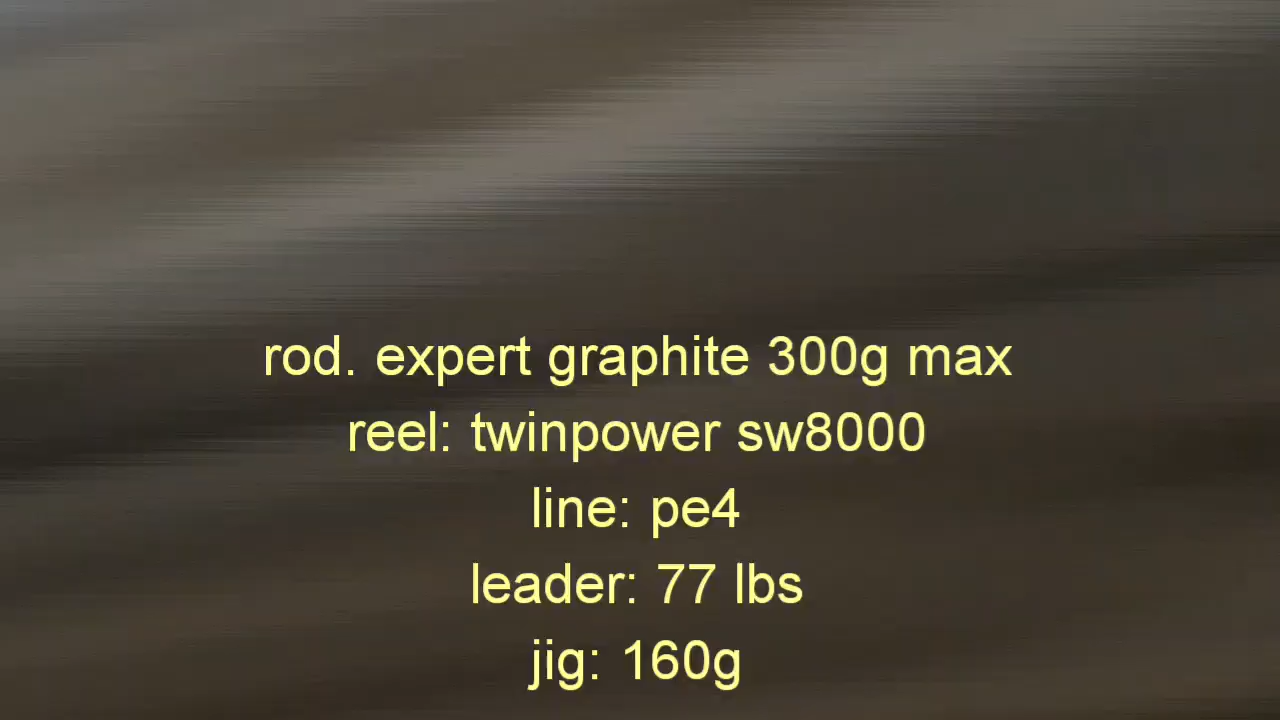 rod. expert graphite 300g max
reel: twinpower sw8000
line: pe4
leader: 77 lbs
jig: 160g